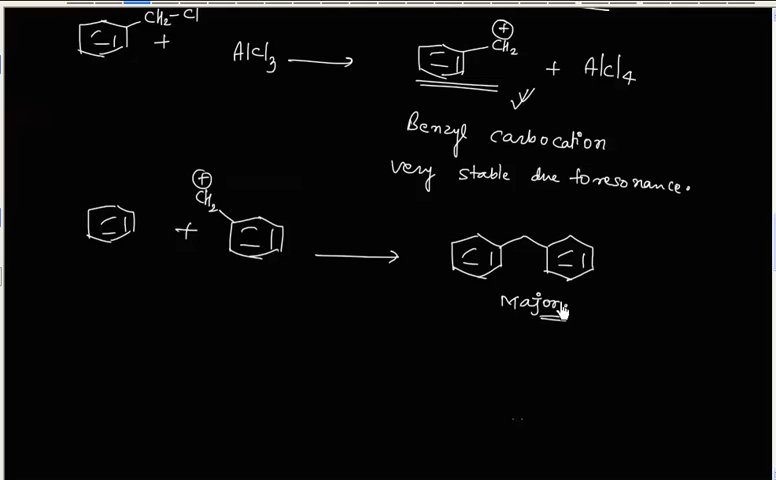 CH2-Cl
+ AlCl3 ⟶ ⊕ CH2 + AlCl4
Benzyl carbocation
very stable due to resonance.
⊕
CH2
+ ⟶
Major